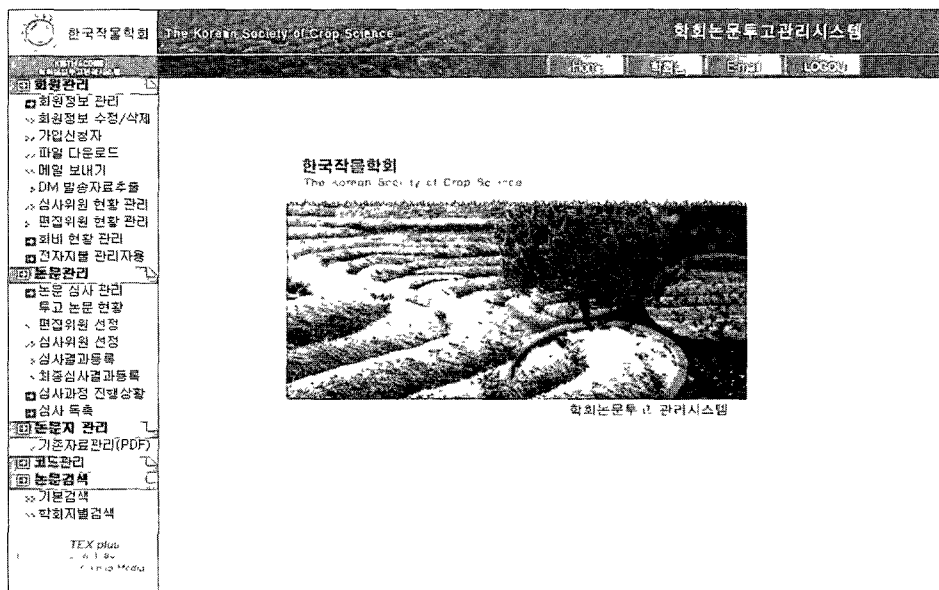 한국작물학회
The Korean Society of Crop Science
학회논문투고관리시스템
Home
학회소
E-mail
LOGOU
회원관리
회원정보 관리
회원정보 수정/삭제
가입신청자
파일 다운로드
메일 보내기
DM 발송자료추출
심사위원 현황 관리
편집위원 현황 관리
회비 현황 관리
전자지불 관리자용
논문관리
논문 심사 관리
투고 논문 현황
편집위원 선정
심사위원 선정
심사결과등록
최종심사결과등록
심사과정 진행상황
심사 독촉
논문지 관리
기존자료관리(PDF)
코드관리
논문검색
기본검색
학회지별검색
TEX plus
한국작물학회
The Korean Society of Crop Science
학회논문투고 관리시스템